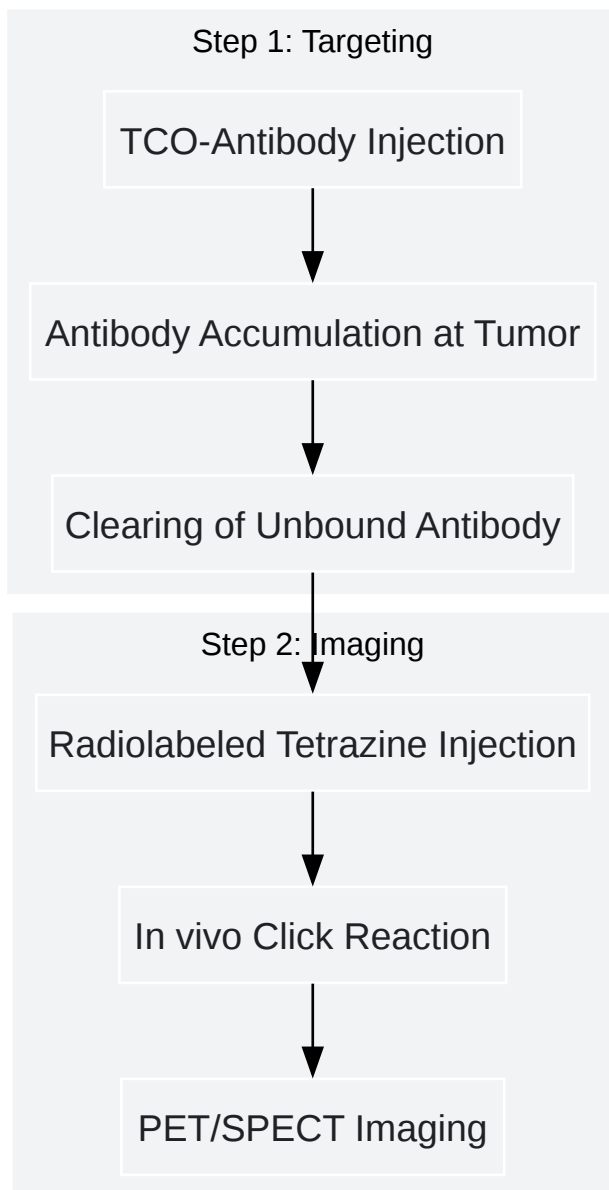 Step 1: Targeting
TCO-Antibody Injection
Antibody Accumulation at Tumor
Clearing of Unbound Antibody
Step 2: Imaging
Radiolabeled Tetrazine Injection
In vivo Click Reaction
PET/SPECT Imaging